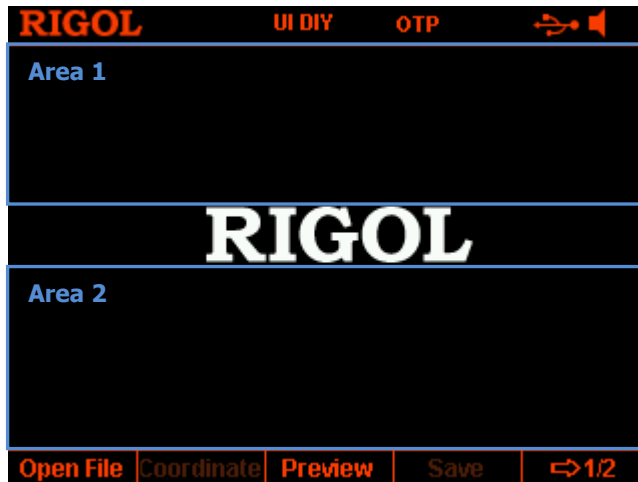 RIGOL UI DIY OTP
Area 1
RIGOL
Area 2
Open File Coordinate Preview Save ⇨1/2